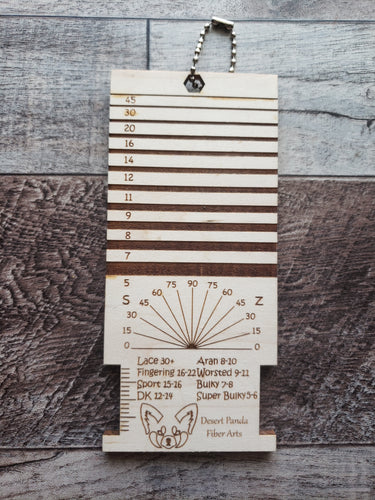 45
30
20
16
14
12
11
9
8
7
5
S 45 60 75 90 75 60 45 Z
30 30
15 15
0 0
Lace 30+ Aran 8-10
Fingering 16-22 Worsted 9-11
Sport 15-16 Bulky 7-8
DK 12-14 Super Bulky 5-6
Desert Panda
Fiber Arts